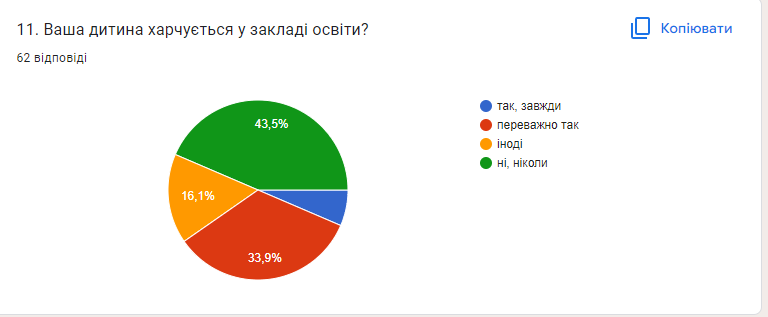 11. Ваша дитина харчується у закладі освіти?
Копіювати
62 відповіді
43,5%
16,1%
33,9%
так, завжди
переважно так
іноді
ні, ніколи